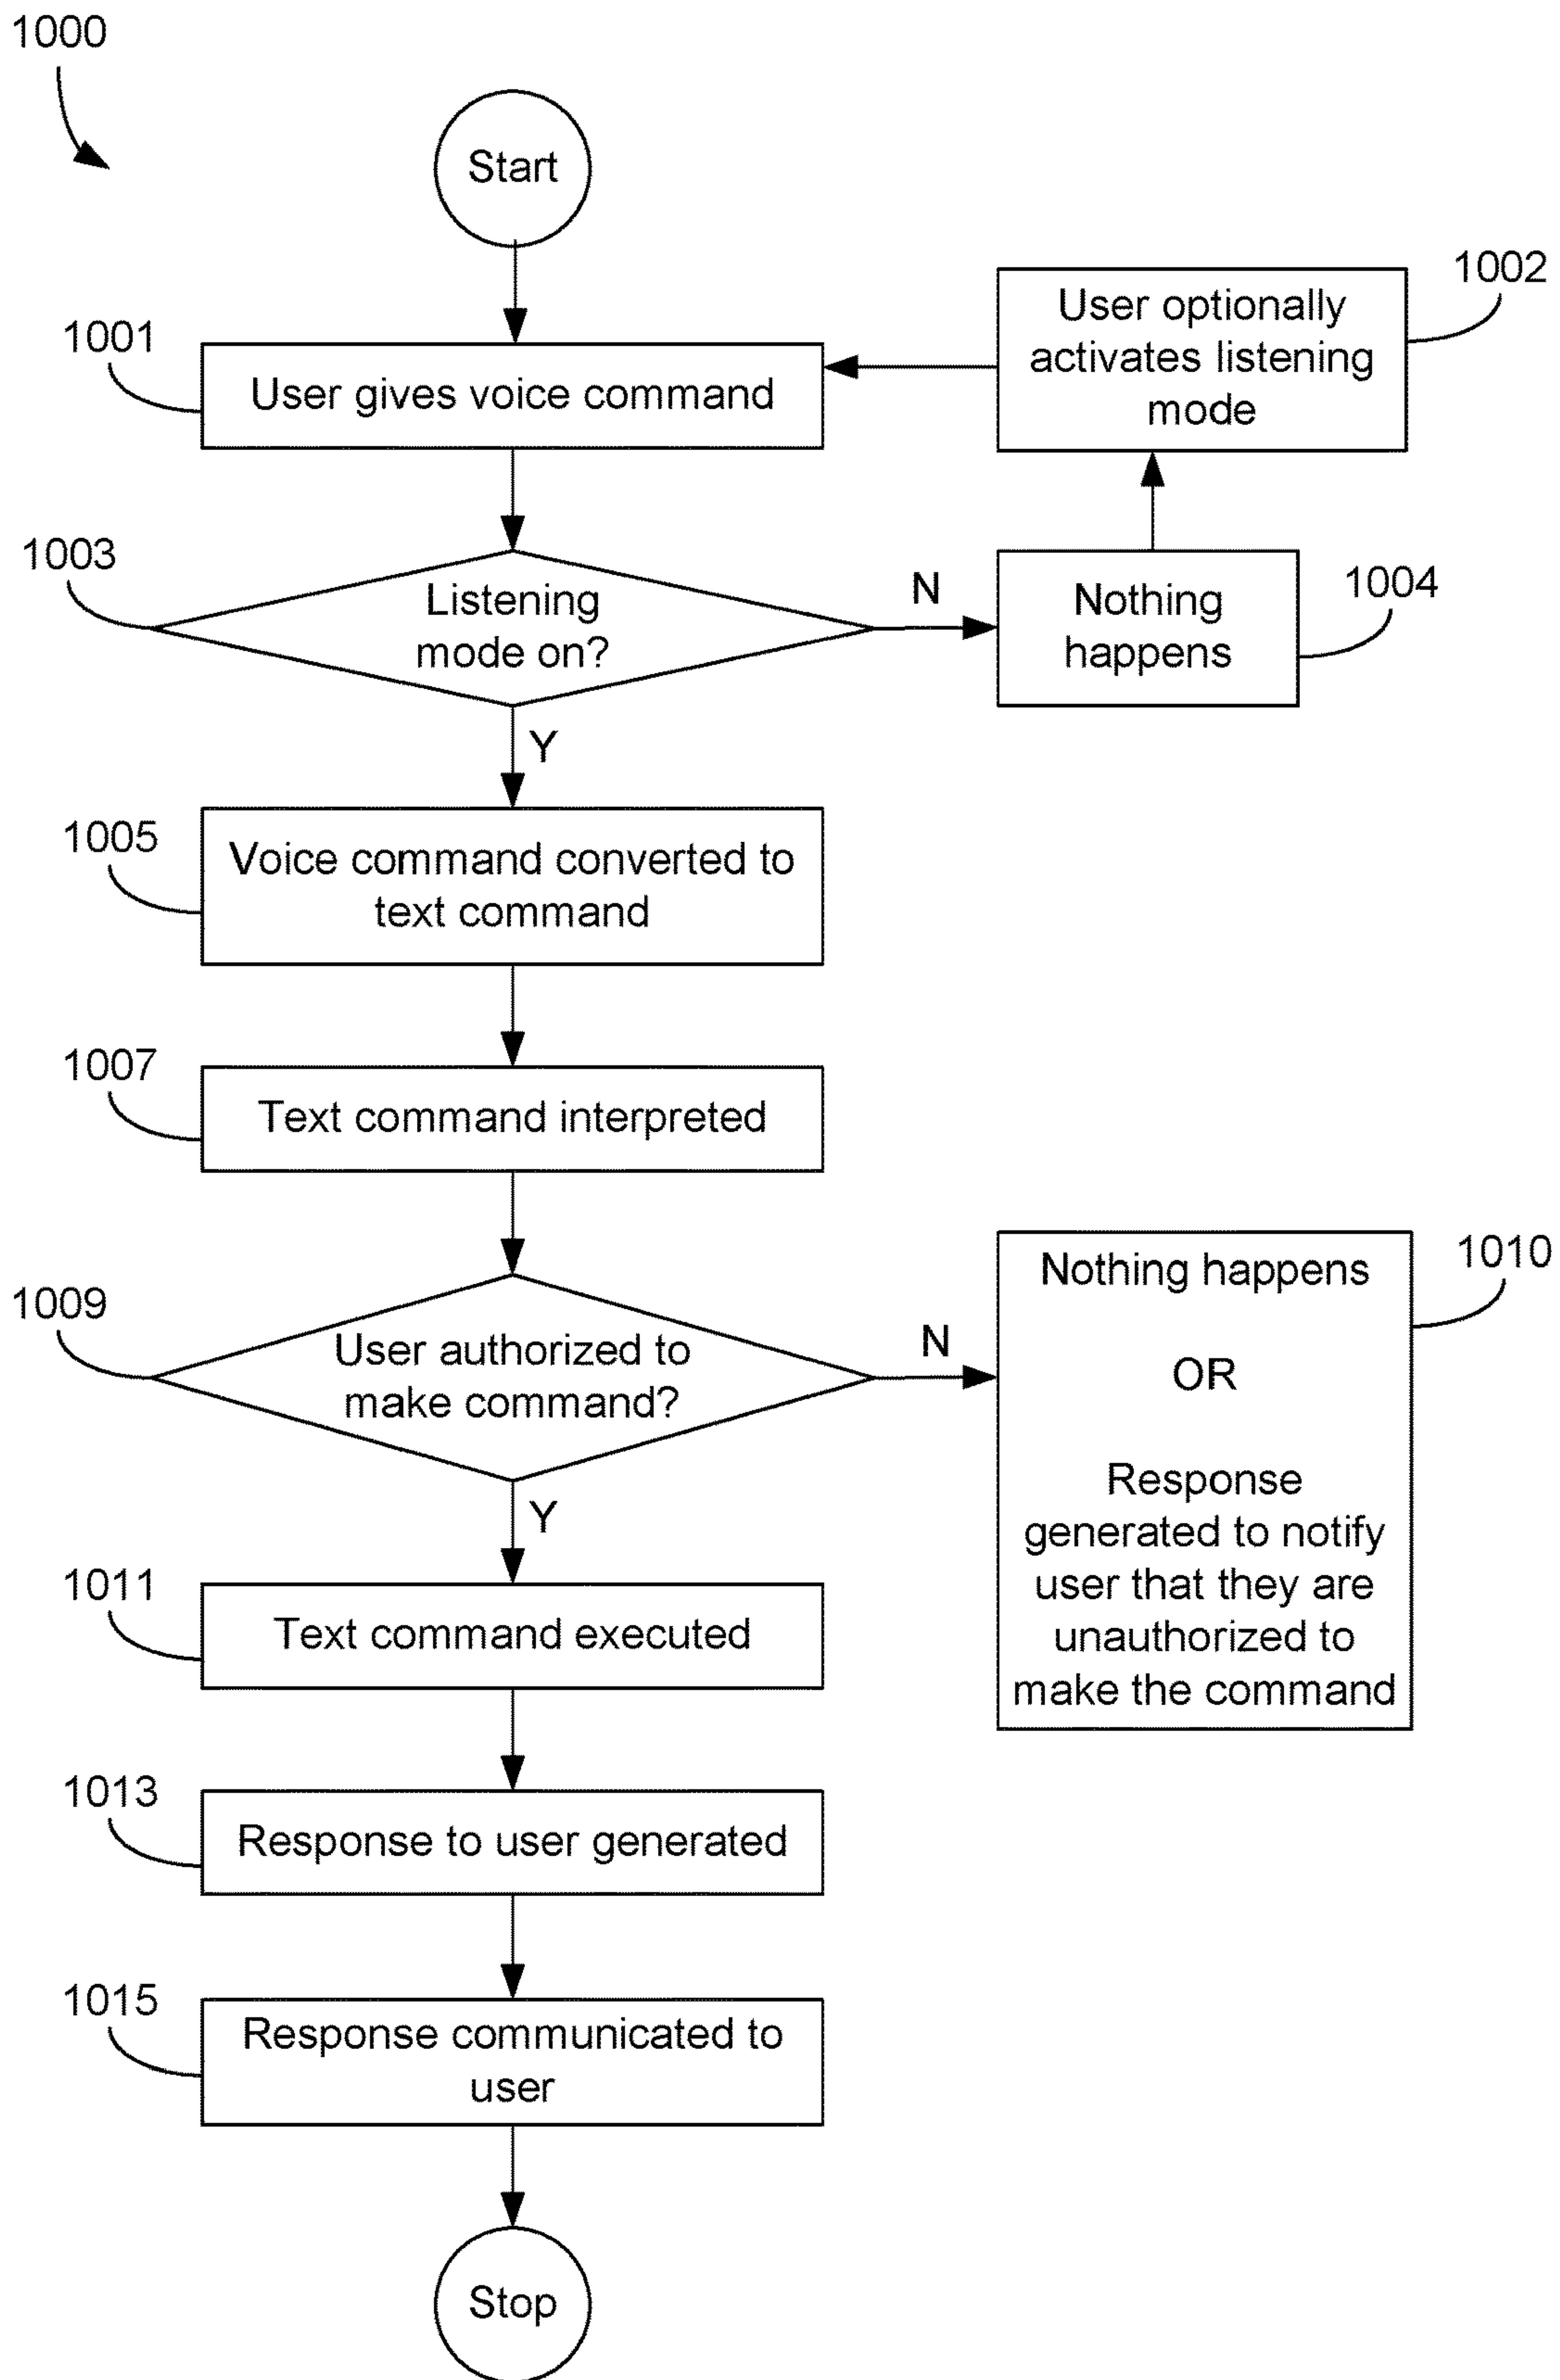 1000
Start
1001
User gives voice command
1002
User optionally
activates listening
mode
1003
Listening
mode on?
N
Nothing
happens
1004
Y
1005
Voice command converted to
text command
1007
Text command interpreted
1009
User authorized to
make command?
N
Nothing happens
OR
Response
generated to notify
user that they are
unauthorized to
make the command
1010
Y
1011
Text command executed
1013
Response to user generated
1015
Response communicated to
user
Stop